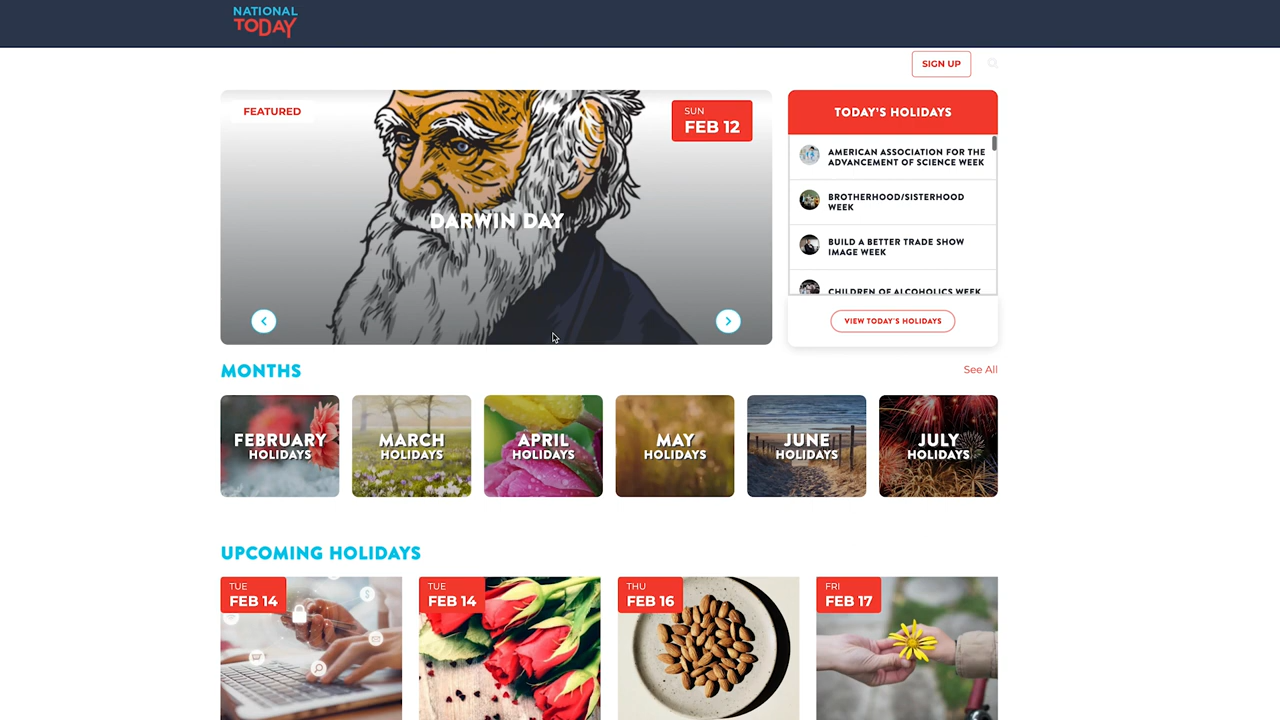 NATIONAL
TODAY
SIGN UP
FEATURED
SUN
FEB 12
DARWIN DAY
TODAY'S HOLIDAYS
AMERICAN ASSOCIATION FOR THE
ADVANCEMENT OF SCIENCE WEEK
BROTHERHOOD/SISTERHOOD
WEEK
BUILD A BETTER TRADE SHOW
IMAGE WEEK
CHILDREN OF ALCOHOLICS WEEK
VIEW TODAY'S HOLIDAYS
MONTHS
See All
FEBRUARY
HOLIDAYS
MARCH
HOLIDAYS
APRIL
HOLIDAYS
MAY
HOLIDAYS
JUNE
HOLIDAYS
JULY
HOLIDAYS
UPCOMING HOLIDAYS
TUE
FEB 14
TUE
FEB 14
THU
FEB 16
FRI
FEB 17